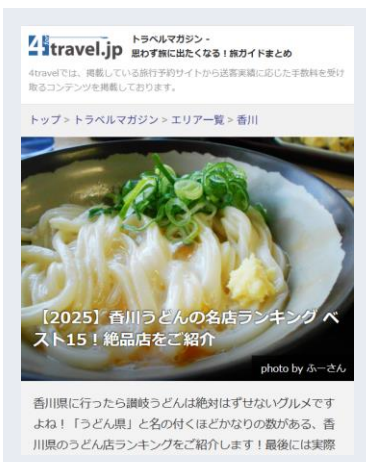 4travel.jp
トラベルマガジン -
思わず旅に出たくなる！旅ガイドまとめ
4travelでは、掲載している旅行予約サイトから送客実績に応じた手数料を受け
取るコンテンツを掲載しております。
トップ > トラベルマガジン > エリア一覧 > 香川
【2025】香川うどんの名店ランキング ベ
スト15！絶品店をご紹介
photo by ふーさん
香川県に行ったら讃岐うどんは絶対はずせないグルメです
よね！「うどん県」と名の付くほどかなりの数がある、香
川県のうどん店ランキングをご紹介します！最後には実際